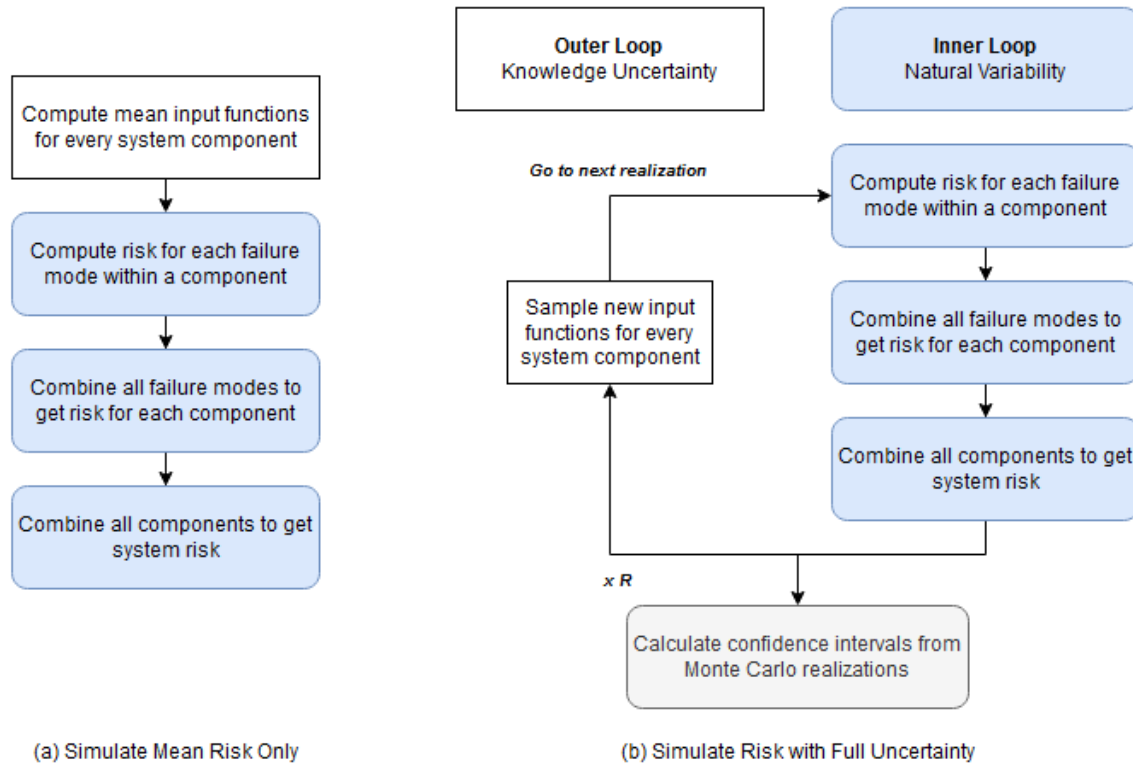 Compute mean input functions
for every system component
Compute risk for each failure
mode within a component
Combine all failure modes to
get risk for each component
Combine all components to get
system risk
(a) Simulate Mean Risk Only
Outer Loop
Knowledge Uncertainty
Inner Loop
Natural Variability
Go to next realization
Compute risk for each failure
mode within a component
Sample new input
functions for every
system component
Combine all failure modes to
get risk for each component
Combine all components to get
system risk
x R
Calculate confidence intervals from
Monte Carlo realizations
(b) Simulate Risk with Full Uncertainty